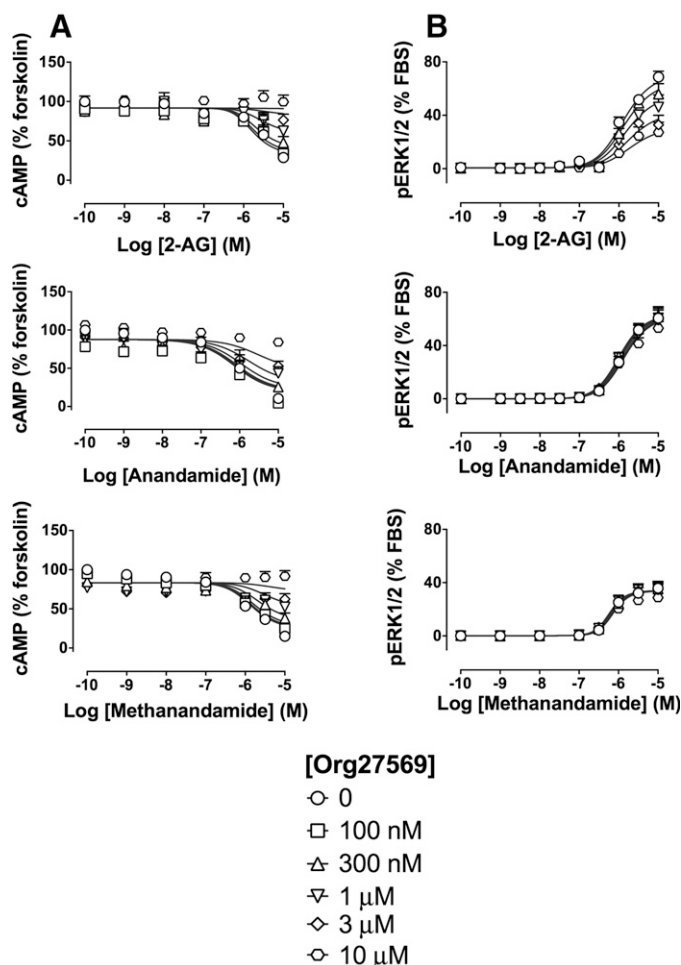 A
B
cAMP (% forskolin)
150
100
50
0
-10 -9 -8 -7 -6 -5
Log [2-AG] (M)
pERK1/2 (% FBS)
80
40
0
-10 -9 -8 -7 -6 -5
Log [2-AG] (M)
cAMP (% forskolin)
150
100
50
0
-10 -9 -8 -7 -6 -5
Log [Anandamide] (M)
pERK1/2 (% FBS)
80
40
0
-10 -9 -8 -7 -6 -5
Log [Anandamide] (M)
cAMP (% forskolin)
150
100
50
0
-10 -9 -8 -7 -6 -5
Log [Methanandamide] (M)
pERK1/2 (% FBS)
80
40
0
-10 -9 -8 -7 -6 -5
Log [Methanandamide] (M)
[Org27569]
0
100 nM
300 nM
1 μM
3 μM
10 μM